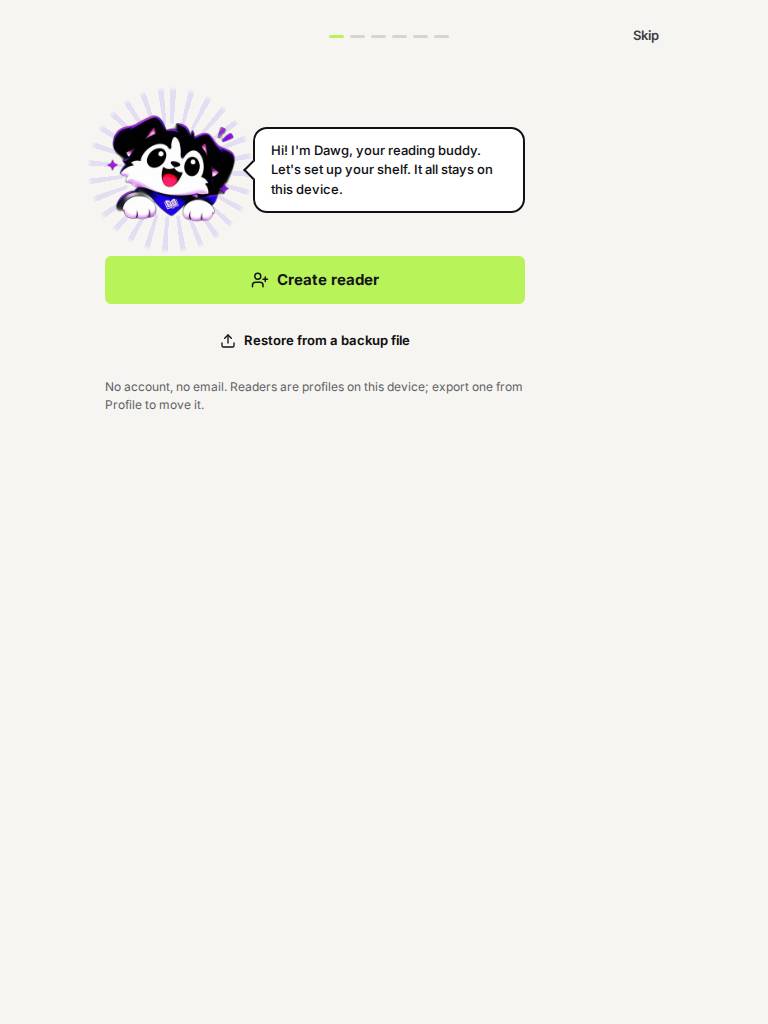 Skip
Hi! I'm Dawg, your reading buddy.
Let's set up your shelf. It all stays on
this device.
Create reader
Restore from a backup file
No account, no email. Readers are profiles on this device; export one from
Profile to move it.